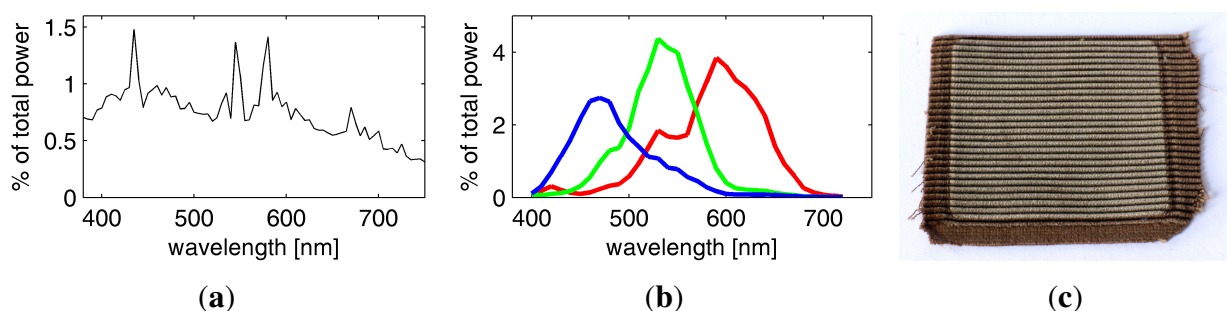 1.5
1
0.5
0
400 500 600 700
% of total power
wavelength [nm]
(a)
4
2
0
400 500 600 700
% of total power
wavelength [nm]
(b)
(c)